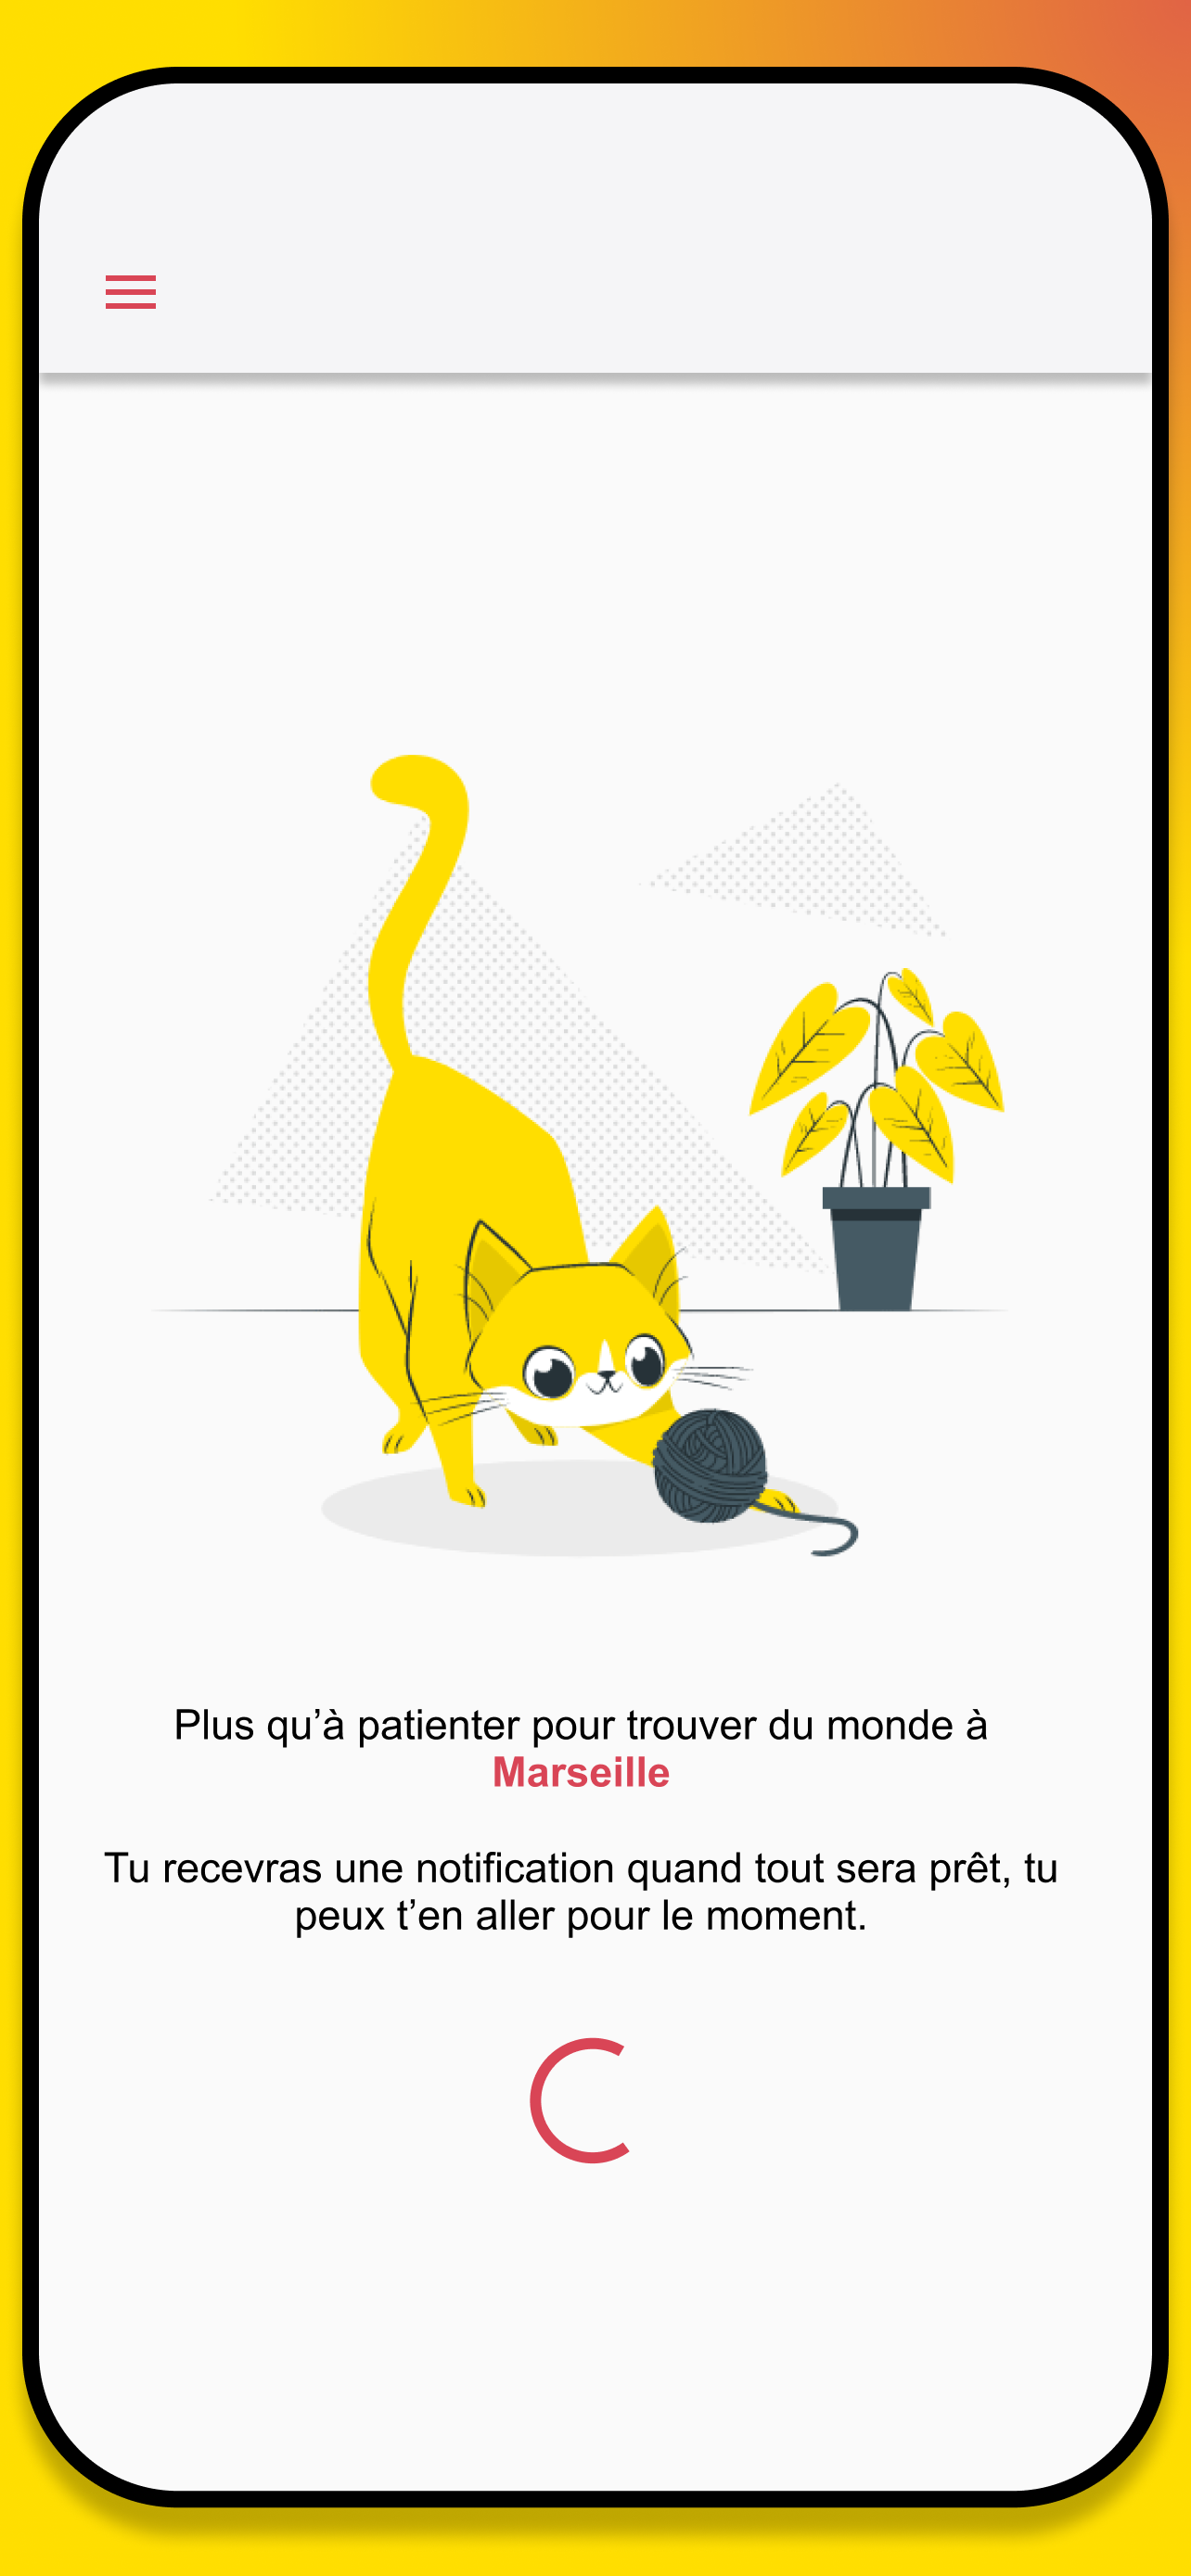 Plus qu’à patienter pour trouver du monde à
Marseille
Tu recevras une notification quand tout sera prêt, tu
peux t’en aller pour le moment.